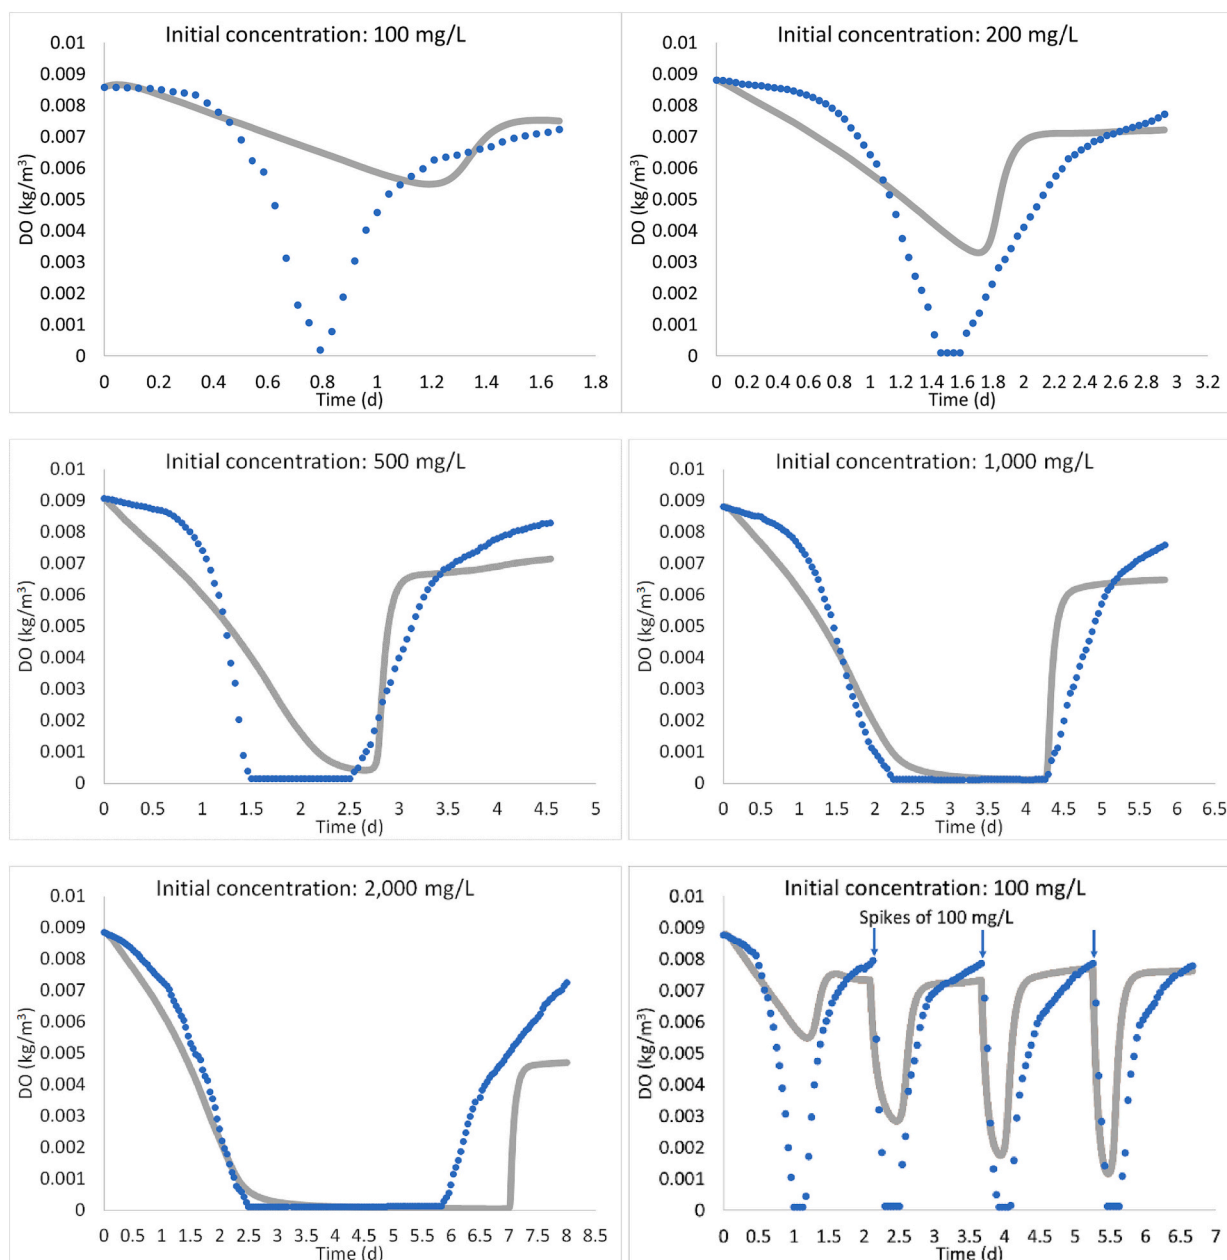 Initial concentration: 100 mg/L
DO (kg/m³)
0.01
0.009
0.008
0.007
0.006
0.005
0.004
0.003
0.002
0.001
0
0 0.2 0.4 0.6 0.8 1 1.2 1.4 1.6 1.8
Time (d)
Initial concentration: 200 mg/L
DO (kg/m³)
0.01
0.009
0.008
0.007
0.006
0.005
0.004
0.003
0.002
0.001
0
0 0.2 0.4 0.6 0.8 1 1.2 1.4 1.6 1.8 2 2.2 2.4 2.6 2.8 3 3.2
Time (d)
Initial concentration: 500 mg/L
DO (kg/m³)
0.01
0.009
0.008
0.007
0.006
0.005
0.004
0.003
0.002
0.001
0
0 0.5 1 1.5 2 2.5 3 3.5 4 4.5 5
Time (d)
Initial concentration: 1,000 mg/L
DO (kg/m³)
0.01
0.009
0.008
0.007
0.006
0.005
0.004
0.003
0.002
0.001
0
0 0.5 1 1.5 2 2.5 3 3.5 4 4.5 5 5.5 6 6.5
Time (d)
Initial concentration: 2,000 mg/L
DO (kg/m³)
0.01
0.009
0.008
0.007
0.006
0.005
0.004
0.003
0.002
0.001
0
0 0.5 1 1.5 2 2.5 3 3.5 4 4.5 5 5.5 6 6.5 7 7.5 8 8.5
Time (d)
Initial concentration: 100 mg/L
Spikes of 100 mg/L
DO (kg/m³)
0.01
0.009
0.008
0.007
0.006
0.005
0.004
0.003
0.002
0.001
0
0 0.5 1 1.5 2 2.5 3 3.5 4 4.5 5 5.5 6 6.5 7
Time (d)